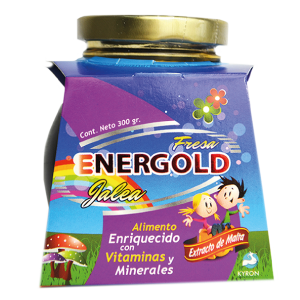 Cont. Neto 300 gr.
Fresa
ENERGOLD
Jalea
Alimento
Enriquecido
con
Vitaminas y
Minerales
Extracto de Malta
KYRON